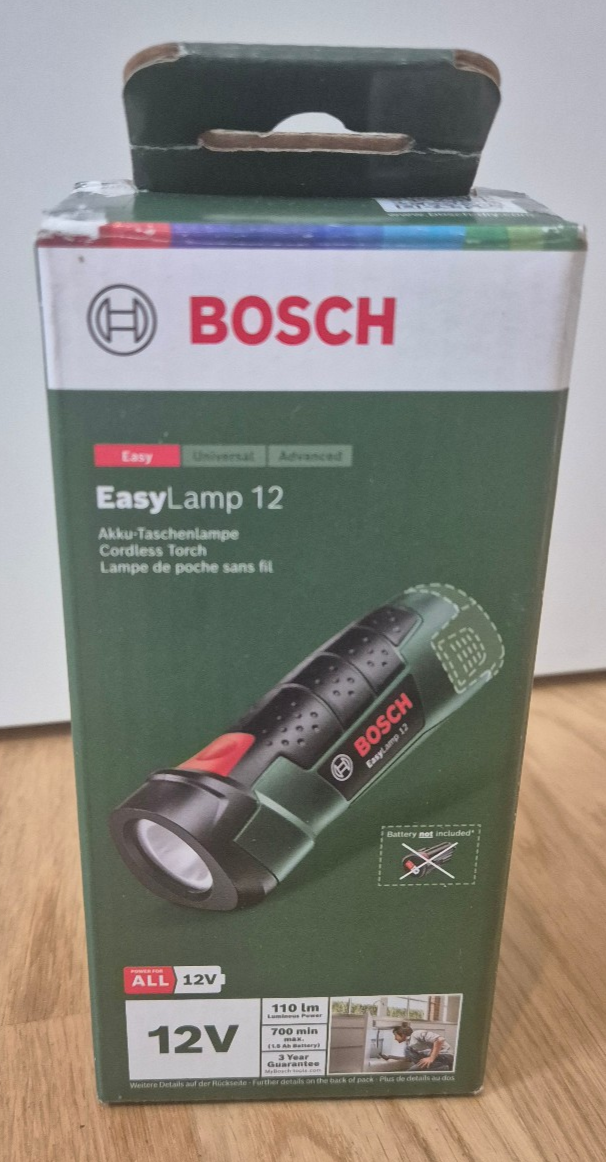 BOSCH
Easy Universal Advanced
EasyLamp 12
Akku-Taschenlampe
Cordless Torch
Lampe de poche sans fil
BOSCH
EasyLamp 12
Battery not included*
POWER FOR
ALL 12V
12V
110 lm
Luminous Power
700 min
max.
(1.5 Ah Battery)
3 Year
Guarantee
MyBosch-tools.com
Weitere Details auf der Rückseite · Further details on the back of pack · Plus de détails au dos